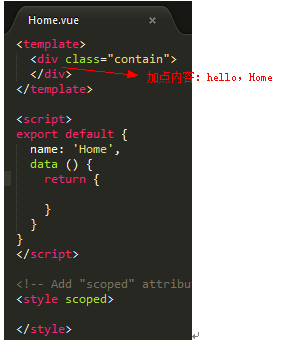 Home.vue
<template>
<div class="contain">
</div>
加点内容：hello，Home
</template>
<script>
export default {
name: 'Home',
data () {
return {
}
}
}
</script>
<!-- Add "scoped" attribut
<style scoped>
</style>